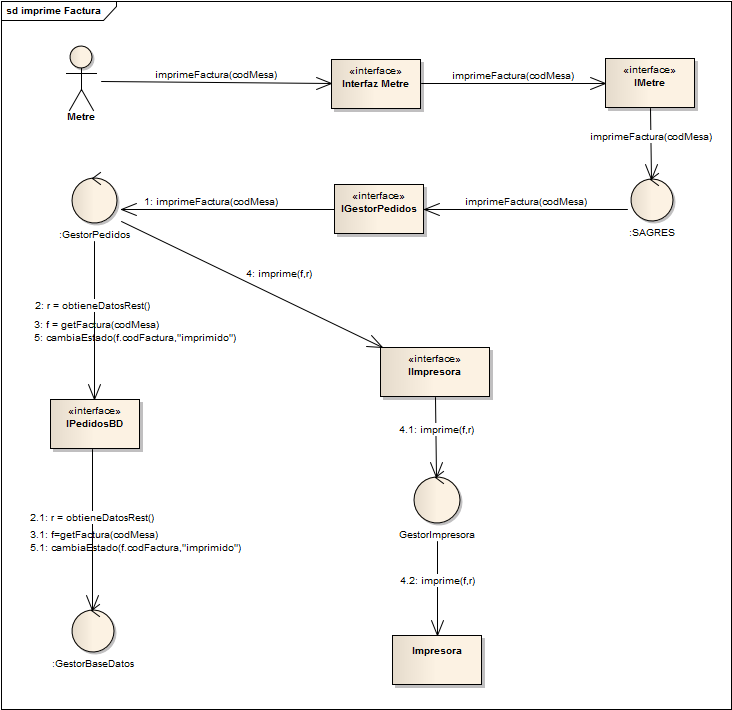 sd imprime Factura
Metre
imprimeFactura(codMesa)
«interface»
Interfaz Metre
imprimeFactura(codMesa)
«interface»
IMetre
imprimeFactura(codMesa)
:SAGRES
imprimeFactura(codMesa)
«interface»
IGestorPedidos
1: imprimeFactura(codMesa)
:GestorPedidos
4: imprime(f,r)
2: r = obtieneDatosRest()
3: f = getFactura(codMesa)
5: cambiaEstado(f.codFactura,"imprimido")
«interface»
IImpresora
«interface»
IPedidosBD
4.1: imprime(f,r)
GestorImpresora
2.1: r = obtieneDatosRest()
3.1: f=getFactura(codMesa)
5.1: cambiaEstado(f.codFactura,"imprimido")
4.2: imprime(f,r)
Impresora
:GestorBaseDatos